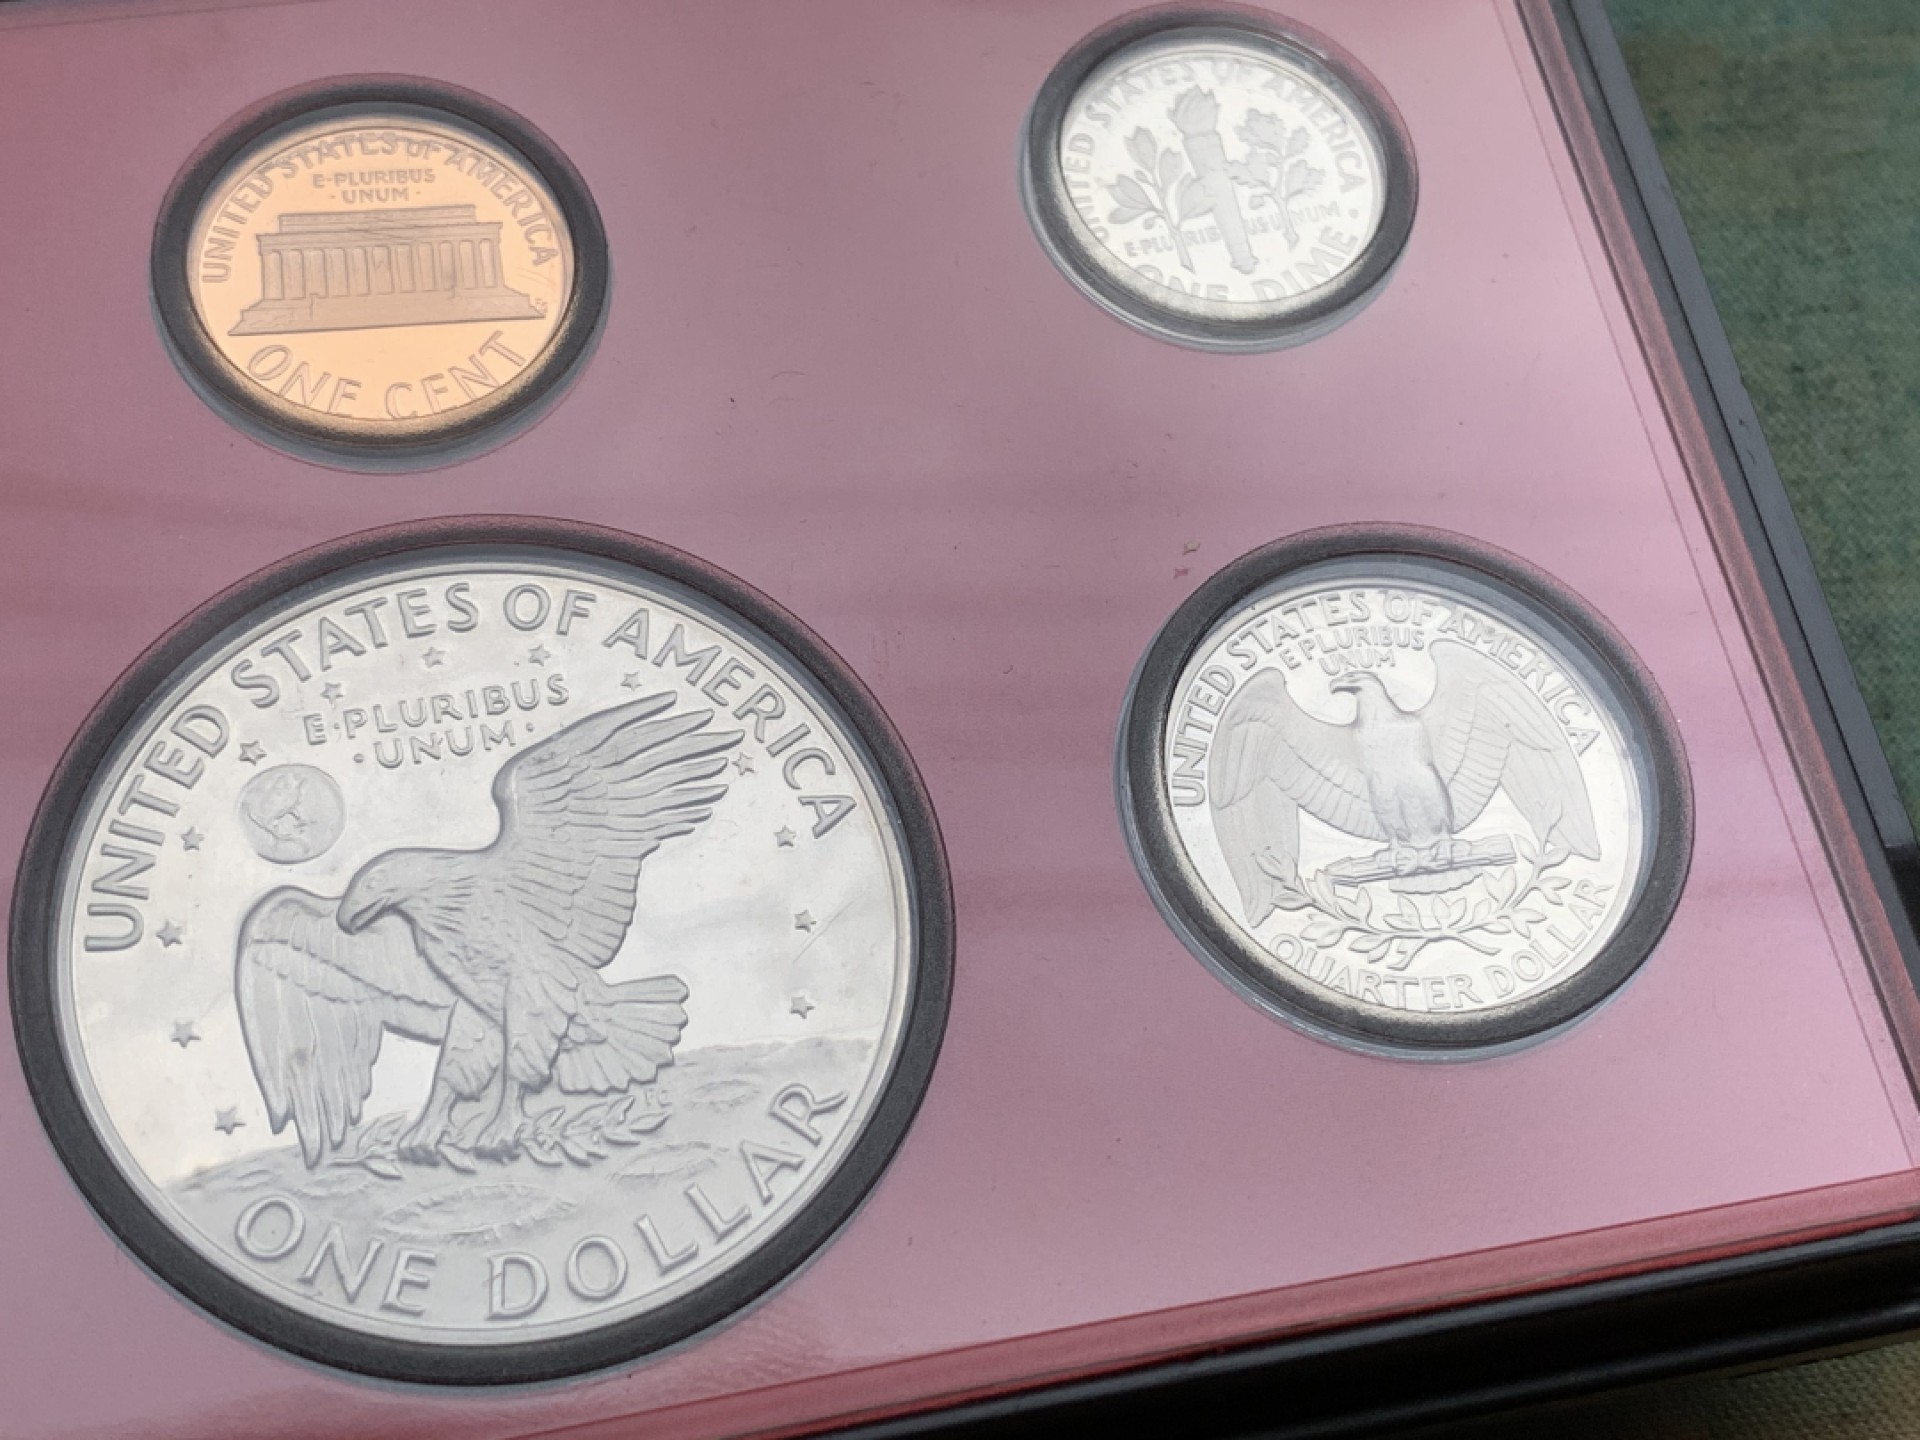 UNITED STATES OF AMERICA
E·PLURIBUS
·UNUM·
ONE CENT
UNITED STATES OF AMERICA
E·PLURIBUS·UNUM·
ONE DIME
UNITED STATES OF AMERICA
E·PLURIBUS
·UNUM·
FG
ONE DOLLAR
UNITED STATES OF AMERICA
E PLURIBUS
UNUM
QUARTER DOLLAR